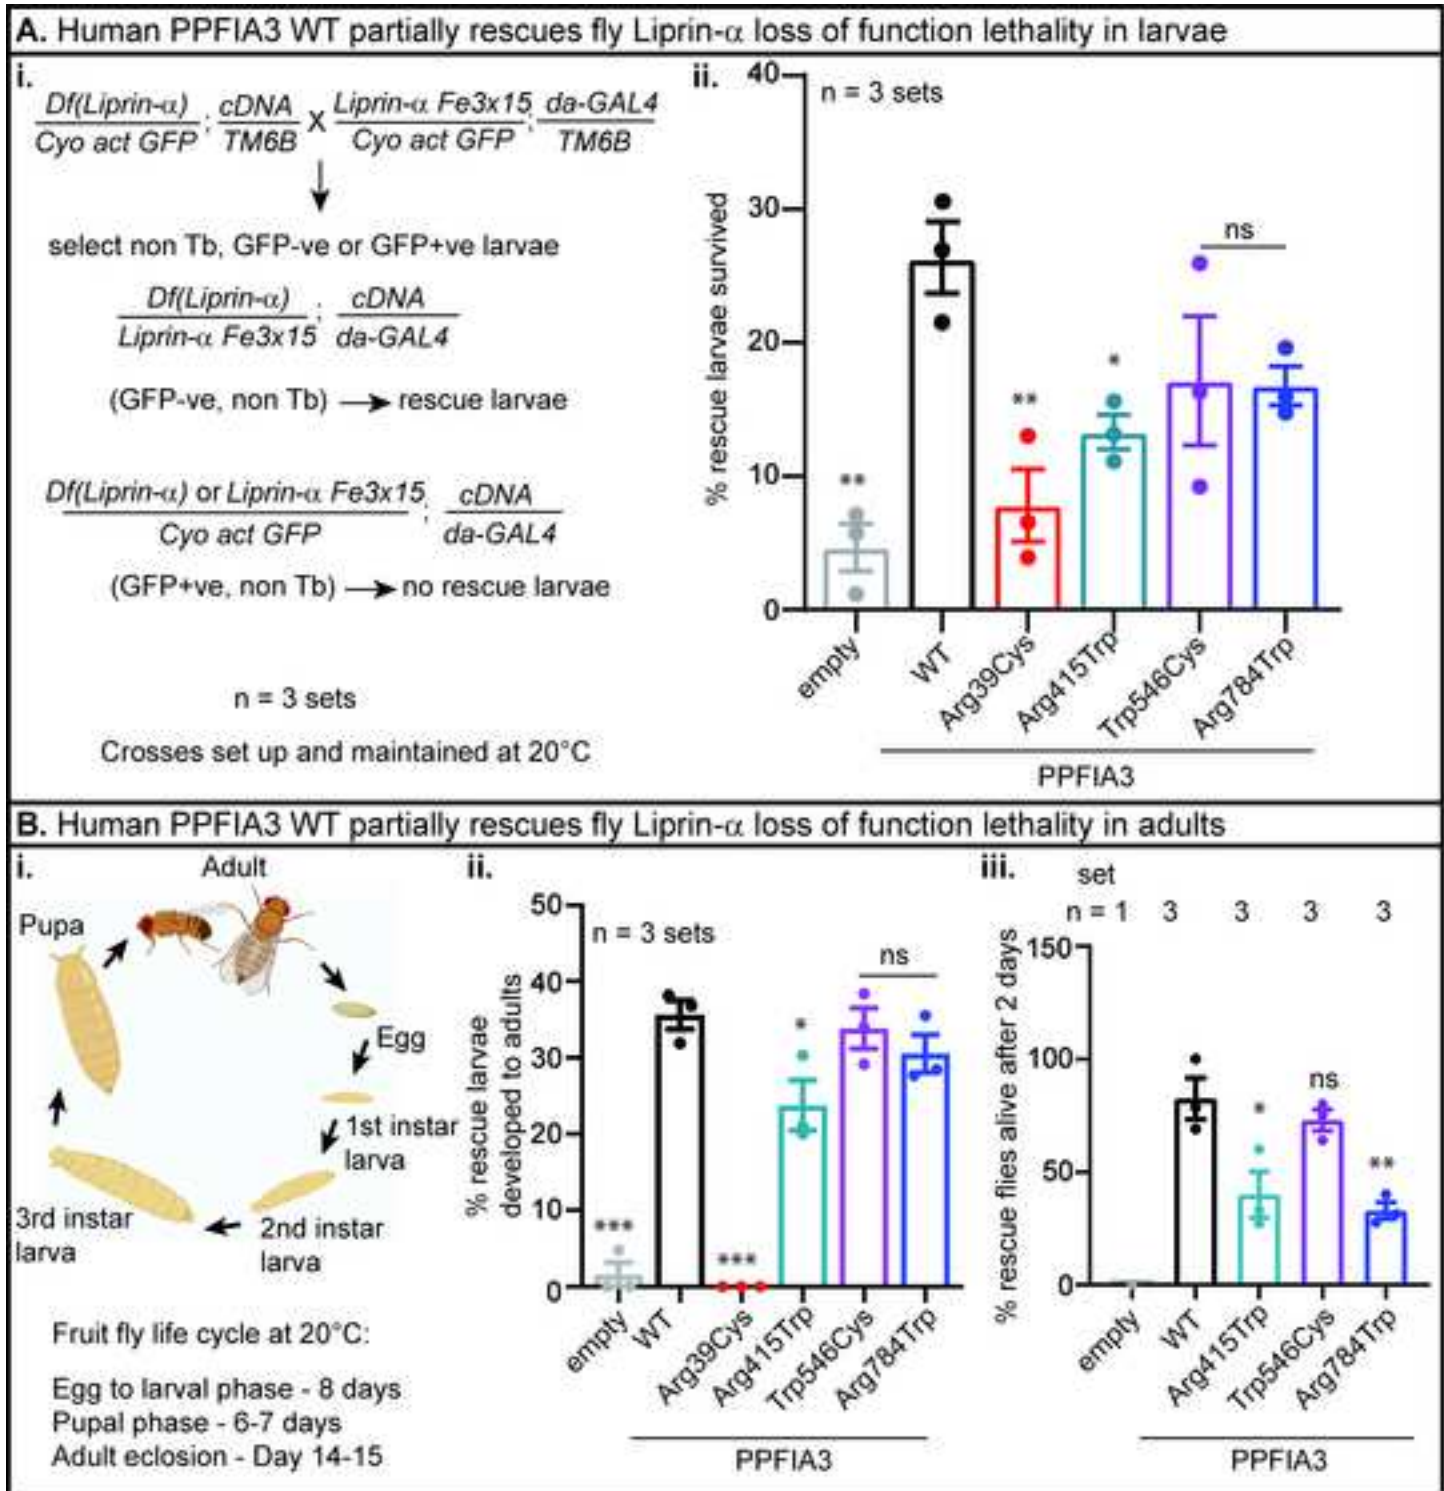 A. Human PPFIA3 WT partially rescues fly Liprin-α loss of function lethality in larvae
i.
Df(Liprin-α) ; cDNA X Liprin-α Fe3x15 ; da-GAL4
Cyo act GFP TM6B Cyo act GFP TM6B
select non Tb, GFP-ve or GFP+ve larvae
Df(Liprin-α) ; cDNA
Liprin-α Fe3x15 da-GAL4
(GFP-ve, non Tb) → rescue larvae
Df(Liprin-α) or Liprin-α Fe3x15 ; cDNA
Cyo act GFP da-GAL4
(GFP+ve, non Tb) → no rescue larvae
n = 3 sets
Crosses set up and maintained at 20°C
ii.
n = 3 sets
% rescue larvae survived
40
30
20
10
0
**
**
*
ns
empty
WT
Arg39Cys
Arg415Trp
Trp546Cys
Arg784Trp
PPFIA3
B. Human PPFIA3 WT partially rescues fly Liprin-α loss of function lethality in adults
i.
Adult
Pupa
Egg
1st instar
larva
2nd instar
larva
3rd instar
larva
Fruit fly life cycle at 20°C:
Egg to larval phase - 8 days
Pupal phase - 6-7 days
Adult eclosion - Day 14-15
ii.
n = 3 sets
% rescue larvae
developed to adults
50
40
30
20
10
0
***
***
*
ns
empty
WT
Arg39Cys
Arg415Trp
Trp546Cys
Arg784Trp
PPFIA3
iii.
set
n = 1 3 3 3 3
% rescue flies alive after 2 days
150
100
50
0
*
ns
**
empty
WT
Arg415Trp
Trp546Cys
Arg784Trp
PPFIA3